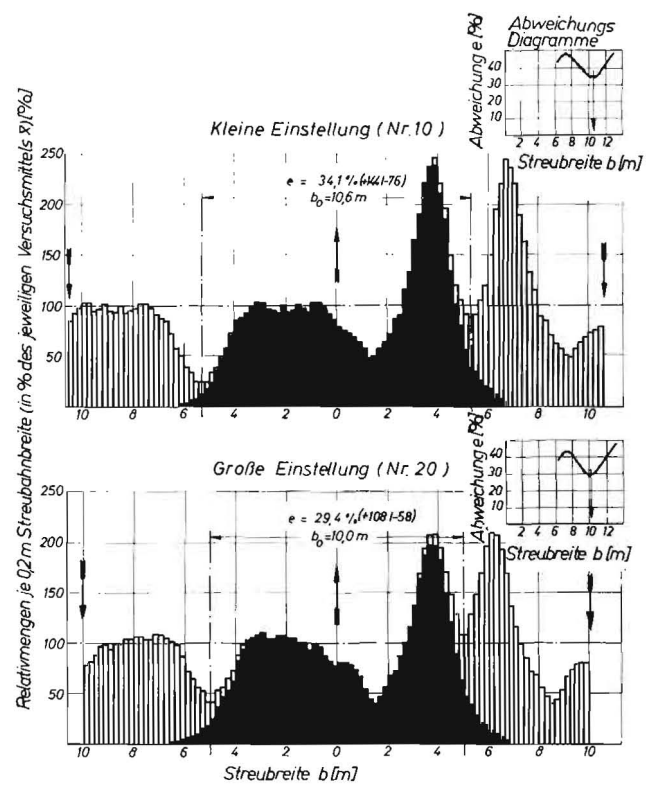 Abweichungs
Diagramme
Abweichung e [%]
40
30
20
10
2 4 6 8 10 12
Streubreite b [m]
Kleine Einstellung (Nr. 10)
e = 34,1 % (+144/-76)
b₀ = 10,6 m
250
200
150
100
50
10 8 6 4 2 0 2 4 6 8 10
Relativmengen je 0,2 m Streubahnbreite (in % des jeweiligen Versuchsmittels x̄) [%]
Große Einstellung (Nr. 20)
Abweichung e [%]
40
30
20
10
2 4 6 8 10 12
Streubreite b [m]
e = 29,4 % (+108/-58)
b₀ = 10,0 m
250
200
150
100
50
10 8 6 4 2 0 2 4 6 8 10
Streubreite b [m]